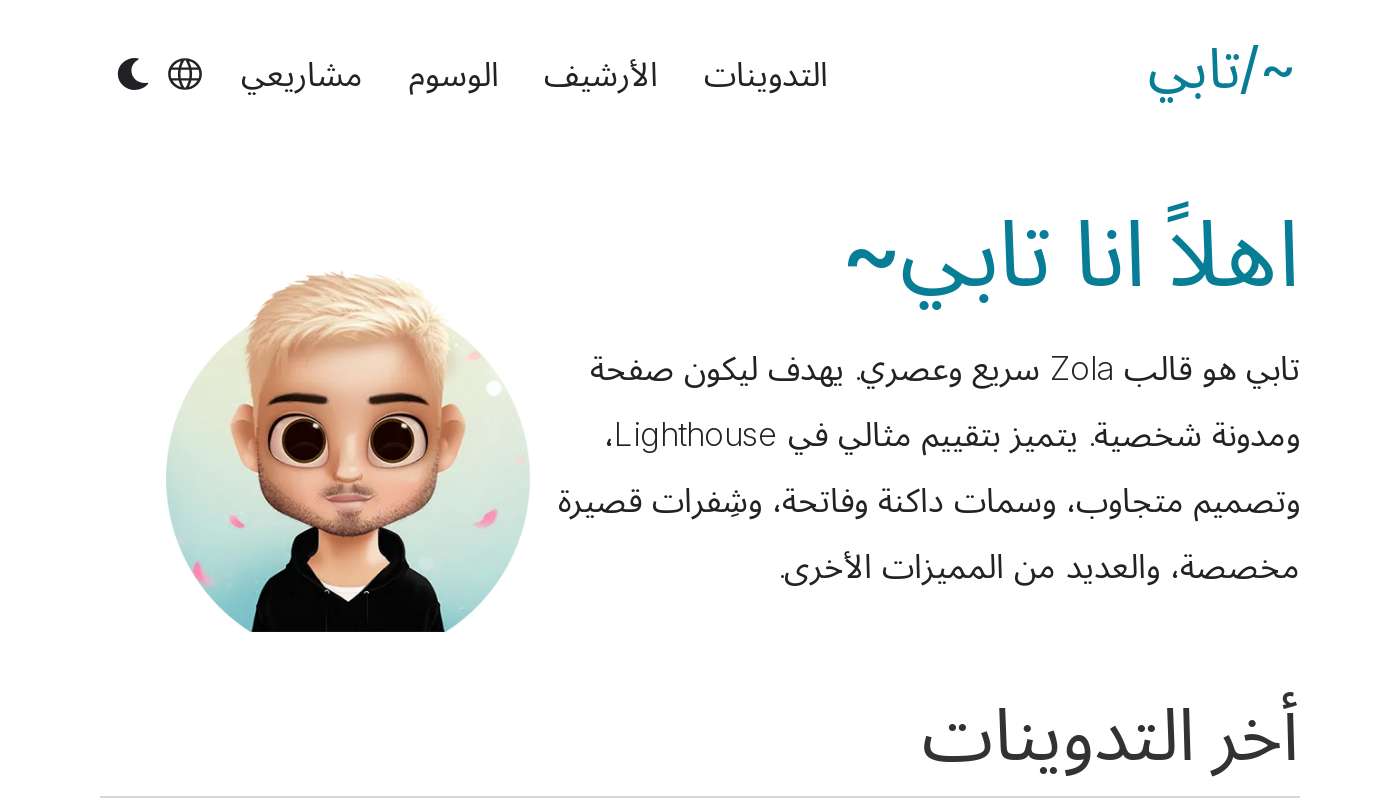 ~/تابي
التدوينات
الأرشيف
الوسوم
مشاريعي
اهلاً انا تابي~
تابي هو قالب Zola سريع وعصري. يهدف ليكون صفحة
ومدونة شخصية. يتميز بتقييم مثالي في Lighthouse،
وتصميم متجاوب، وسمات داكنة وفاتحة، وشِفرات قصيرة
مخصصة، والعديد من المميزات الأخرى.
أخر التدوينات